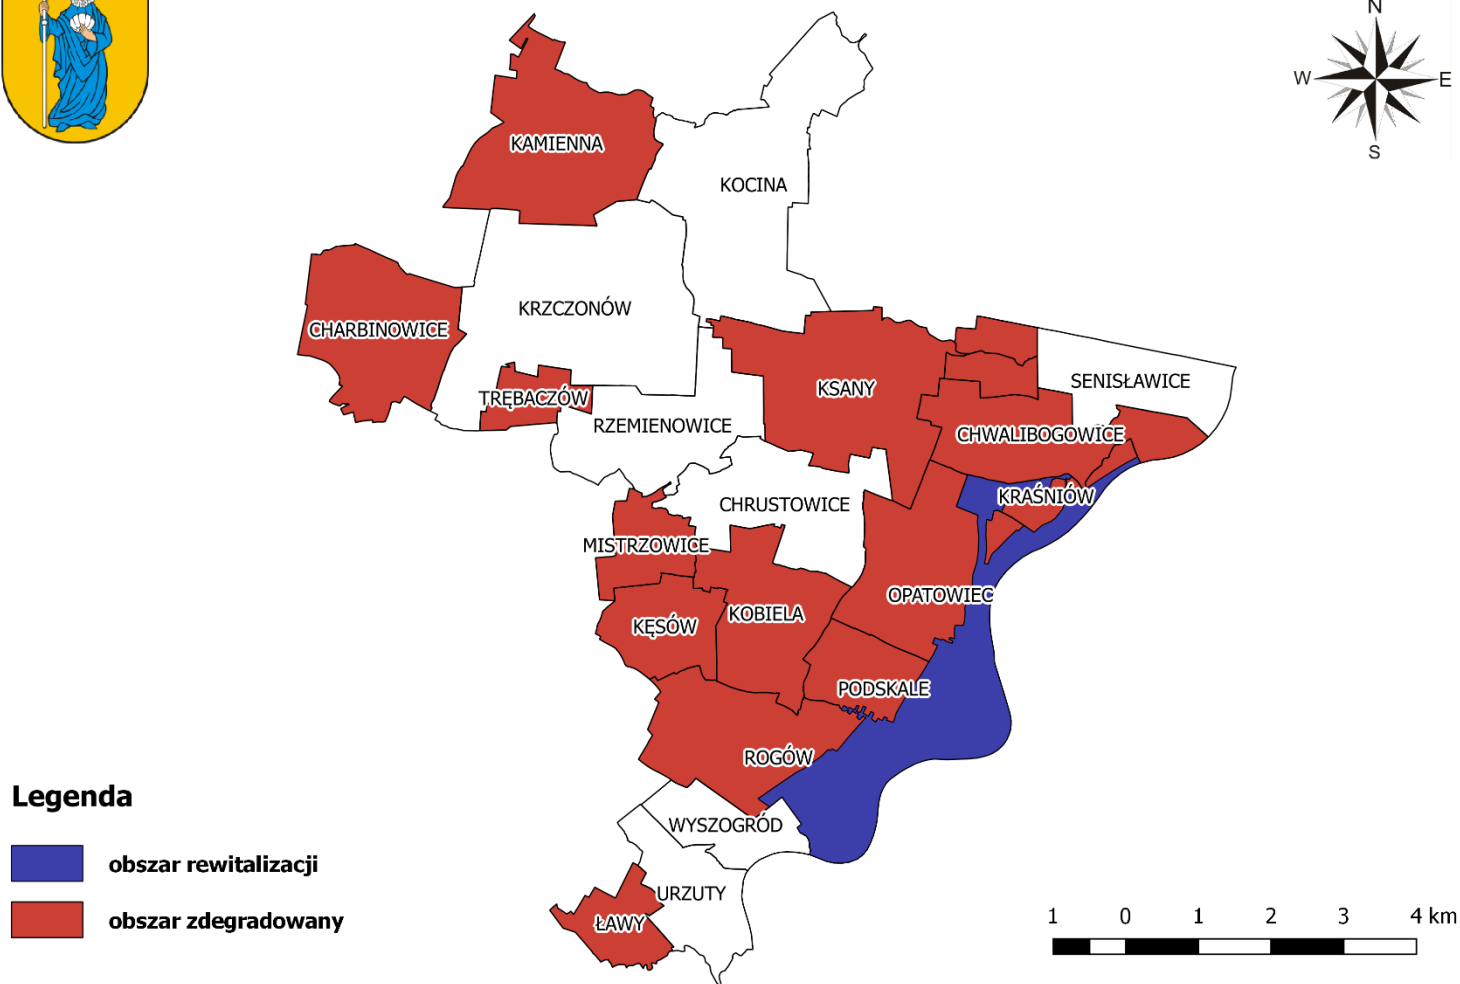 N
W
E
S
KAMIENNA
KOCINA
KRZCZONÓW
CHARBINOWICE
TRĘBACZÓW
RZEMIENOWICE
KSANY
SENISŁAWICE
CHWALIBOGOWICE
KRAŚNIÓW
CHRUSTOWICE
MISTRZOWICE
OPATOWIEC
KOBIELA
KĘSÓW
PODSKALE
ROGÓW
WYSZOGRÓD
URZUTY
ŁAWY
Legenda
obszar rewitalizacji
obszar zdegradowany
1 0 1 2 3 4 km